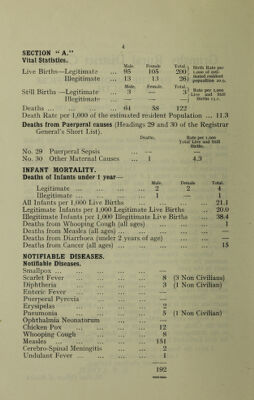 4
SECTION " A."
Vital Statistics.
Male. Female Total.
Live Births—Legitimate ... 95 105 200 Birth Rate per 1,000 of estimated resident population 20.9.
Illegitimate ... 13 13 26
Male. Female. Total.
Still Births —Legitimate ... 3 — 3 Rate per 1,000 Live and Still Births 13.1.
Illegitimate ... — — —
Deaths ... ... ... ... 64 58 122
Death Rate per 1,000 of the estimated resident Population ... 11.3
Deaths from Puerperal causes (Headings 29 and 30 of the Registrar
General's Short List).
Deaths. Rate per 1,000 Total Live and Still Births.
No. 29 Puerperal Sepsis ... — —
No. 30 Other Maternal Causes ... 1 4.3
INFANT MORTALITY.
Deaths of Infants under 1 year—
Male. Female. Total.
Legitimate ... ... ... ... 2 2 4
Illegitimate ... ... ... ... 1 — 1
All Infants per 1,000 Live Births ... ... ... 21.1
Legitimate Infants per 1,000 Legitimate Live Births ... 20.0
Illegitimate Infants per 1,000 Illegitimate Live Births ... 38.4
Deaths from Whooping Cough (all ages) ... ... ... 1
Deaths from Measles (all ages) ... ... ... ... —
Deaths from Diarrhoea (under 2 years of age) ... ... —
Deaths from Cancer (all ages) ... ... ... ... 15
NOTIFIABLE DISEASES.
Notifiable Diseases.
Smallpox ... ... ... ... ... —
Scarlet Fever ... ... ... ... 8 (3 Non Civilians)
Diphtheria ... ... ... ... 3 (1 Non Civilian)
Enteric Fever ... ... ... ... —
Puerperal Pyrexia ... ... ... —
Erysipelas ... ... ... ... 2
Pneumonia ... ... ... ... 5 (1 Non Civilian)
Ophthalmia Neonatorum ... ... —
Chicken Pox ... ... ... ... 12
Whooping Cough ... ... ... 8
Measles ... ... ... ... 151
Cerebro-Spinal Meningitis ... ... 2
Undulant Fever ... ... ... 1
192